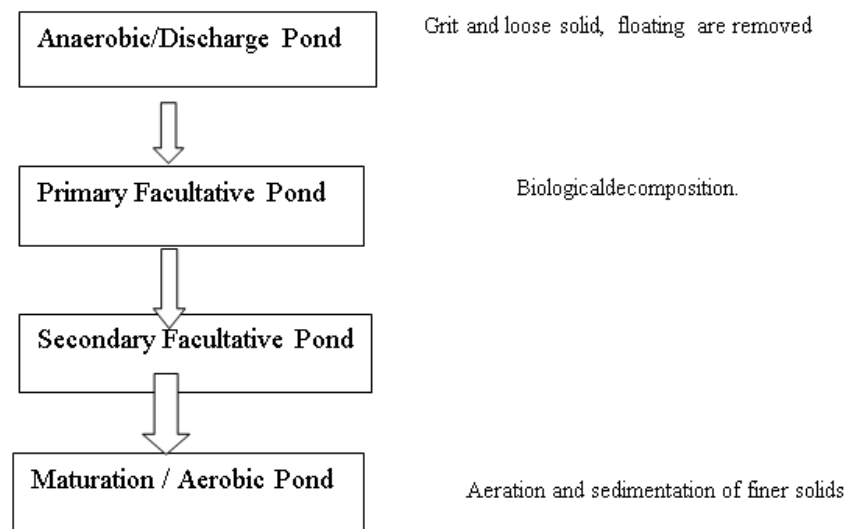 Anaerobic/Discharge Pond
Grit and loose solid, floating are removed
Primary Facultative Pond
Biologicaldecomposition.
Secondary Facultative Pond
Maturation / Aerobic Pond
Aeration and sedimentation of finer solids